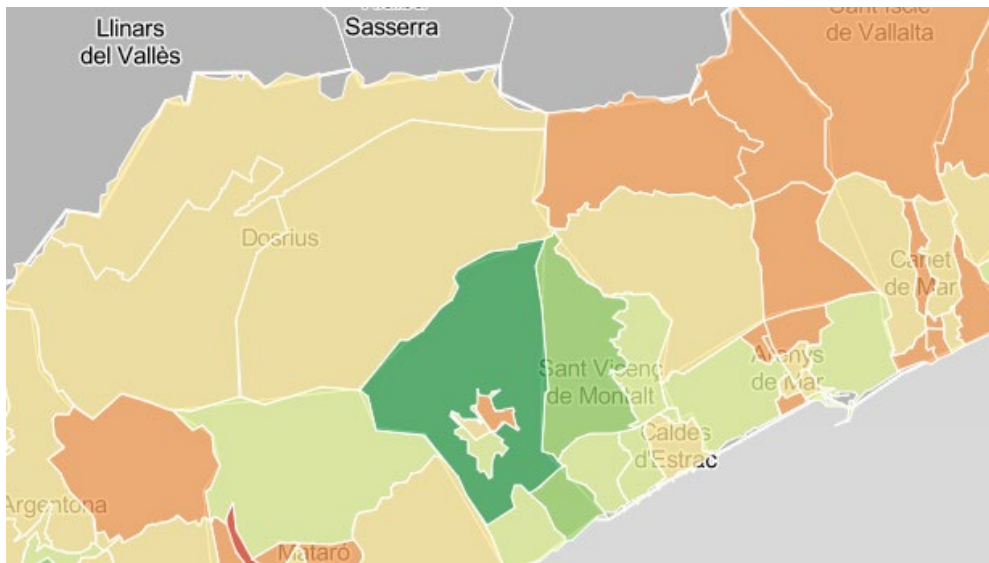 Llinars
del Vallès
Sasserra
de Vallalta
Dosrius
Canet
de Mar
Sant Vicenç
de Montalt
Arenys
de Mar
Caldes
d'Estrac
Argentona
Mataró